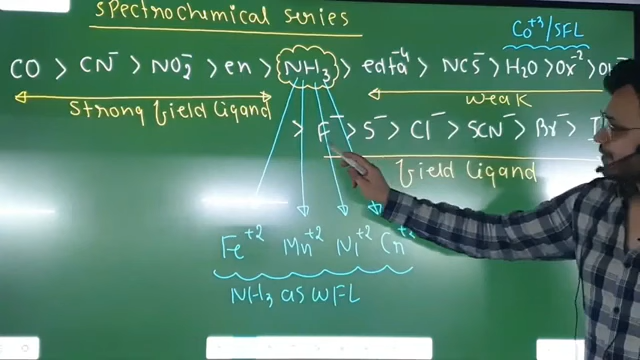 Spectrochemical series
Co⁺³/SFL
CO > CN⁻ > NO₂⁻ > en > NH₃ > edta⁻⁴ > NCS⁻ > H₂O > Ox⁻² >
Strong field Ligand
weak
> F⁻ > S⁻ > Cl⁻ > SCN⁻ > Br⁻ > I
field Ligand
Fe⁺² Mn⁺² Ni⁺²
NH₃ as WFL